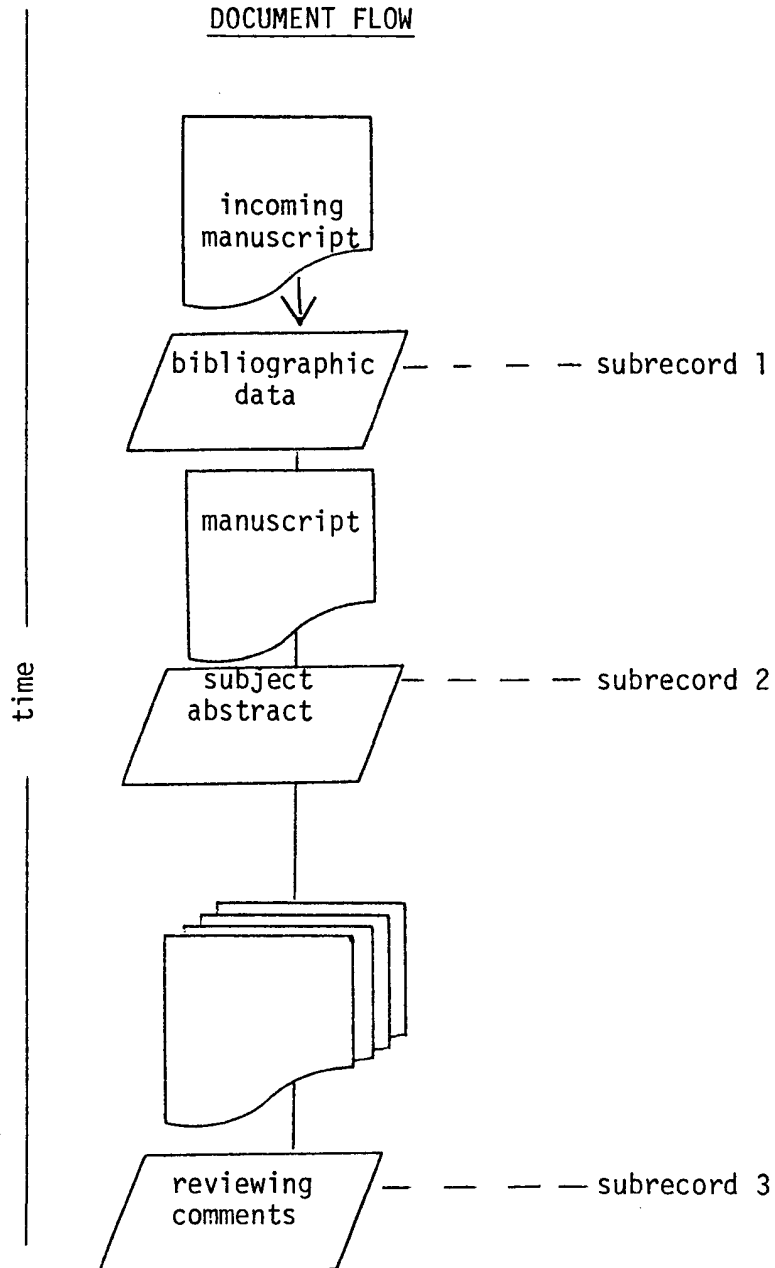 DOCUMENT FLOW
incoming
manuscript
bibliographic
data
subrecord 1
manuscript
time
subject
abstract
subrecord 2
reviewing
comments
subrecord 3